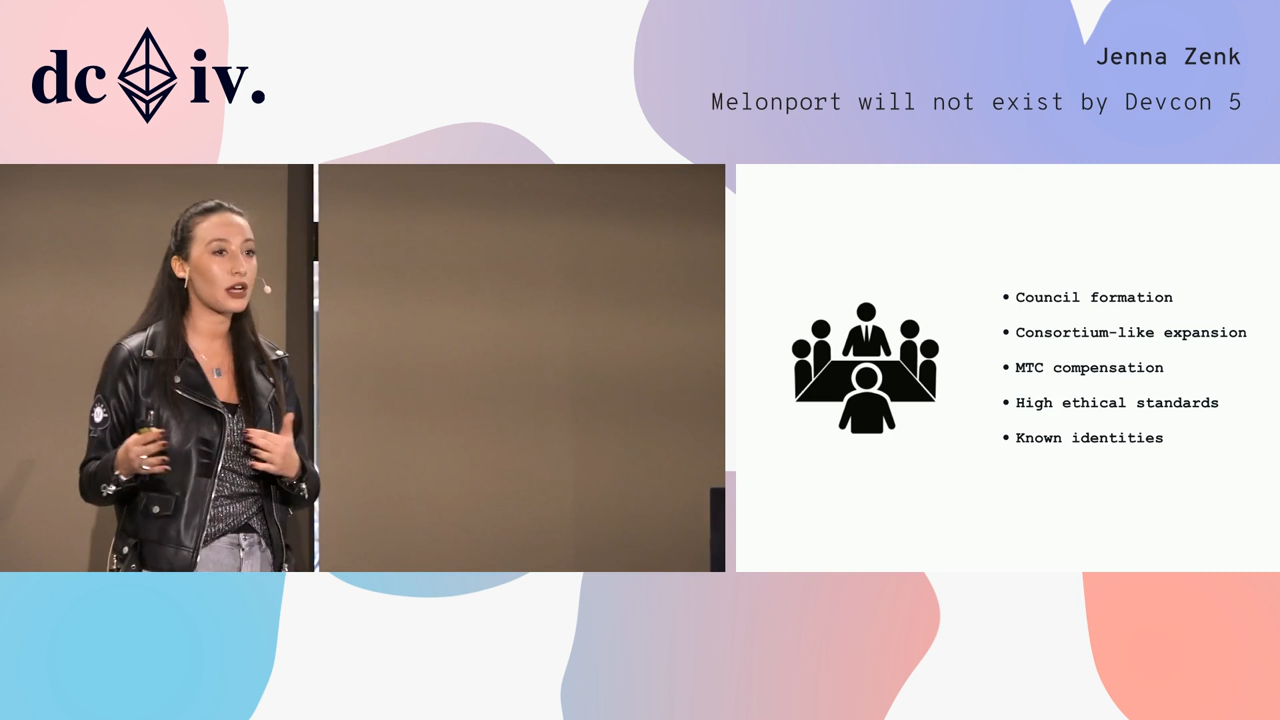 dc iv.
Jenna Zenk
Melonport will not exist by Devcon 5
• Council formation
• Consortium-like expansion
• MTC compensation
• High ethical standards
• Known identities